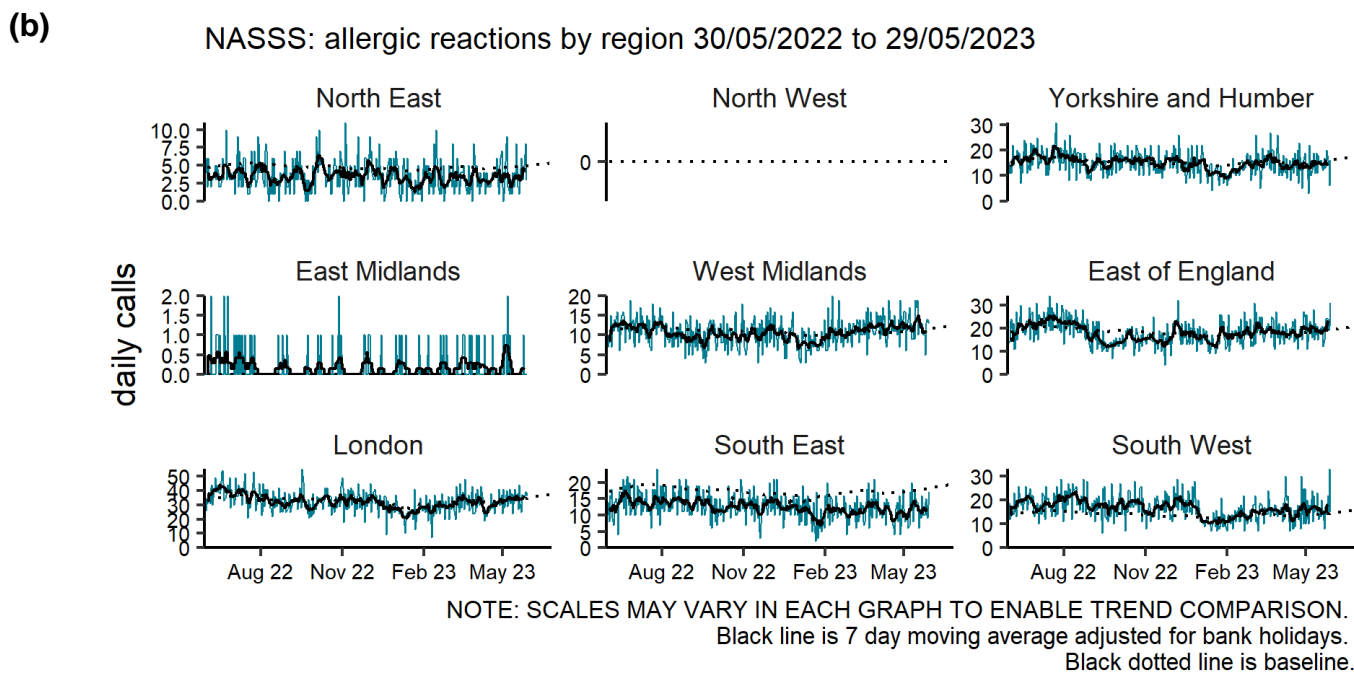 (b)
NASSS: allergic reactions by region 30/05/2022 to 29/05/2023
North East
10.0
7.5
5.0
2.5
0.0
North West
0
Yorkshire and Humber
30
20
10
0
daily calls
East Midlands
2.0
1.5
1.0
0.5
0.0
West Midlands
20
15
10
5
0
East of England
30
20
10
0
London
50
40
30
20
10
0
South East
20
15
10
5
0
South West
30
20
10
0
Aug 22 Nov 22 Feb 23 May 23
Aug 22 Nov 22 Feb 23 May 23
Aug 22 Nov 22 Feb 23 May 23
NOTE: SCALES MAY VARY IN EACH GRAPH TO ENABLE TREND COMPARISON.
Black line is 7 day moving average adjusted for bank holidays.
Black dotted line is baseline.